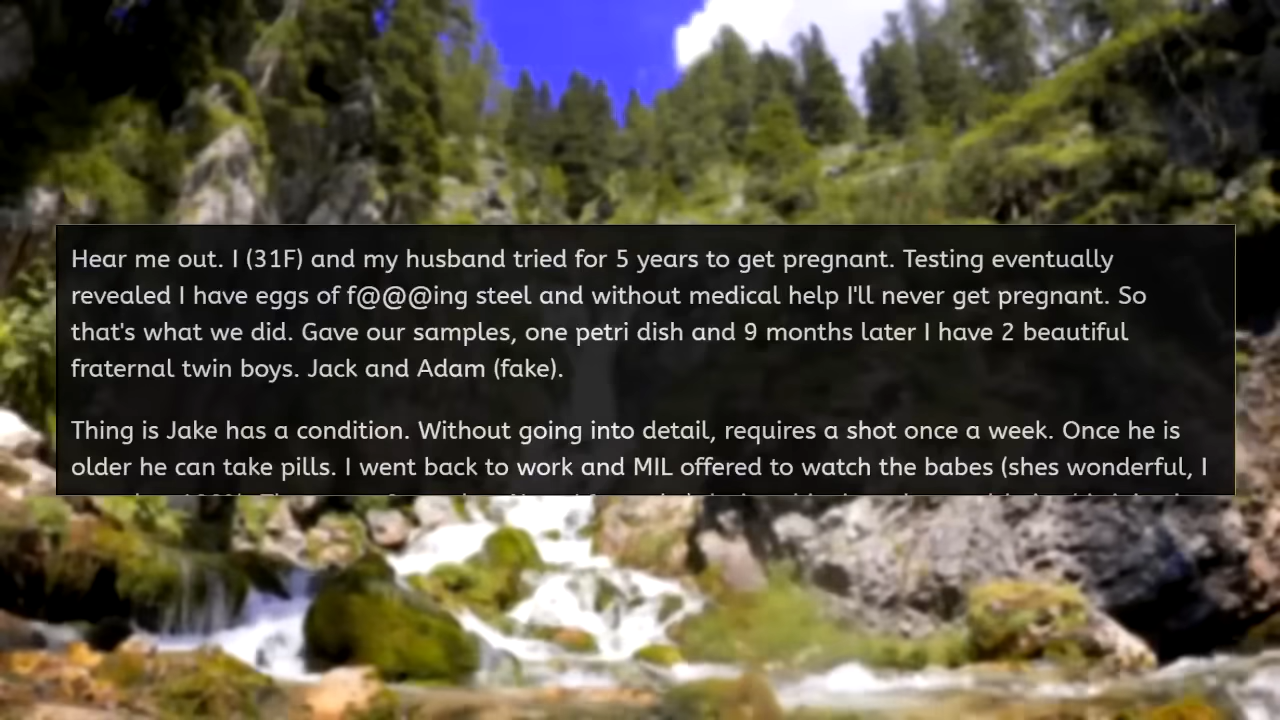 Hear me out. I (31F) and my husband tried for 5 years to get pregnant. Testing eventually
revealed I have eggs of f@@@ing steel and without medical help I'll never get pregnant. So
that's what we did. Gave our samples, one petri dish and 9 months later I have 2 beautiful
fraternal twin boys. Jack and Adam (fake).
Thing is Jake has a condition. Without going into detail, requires a shot once a week. Once he is
older he can take pills. I went back to work and MIL offered to watch the babes (shes wonderful, I